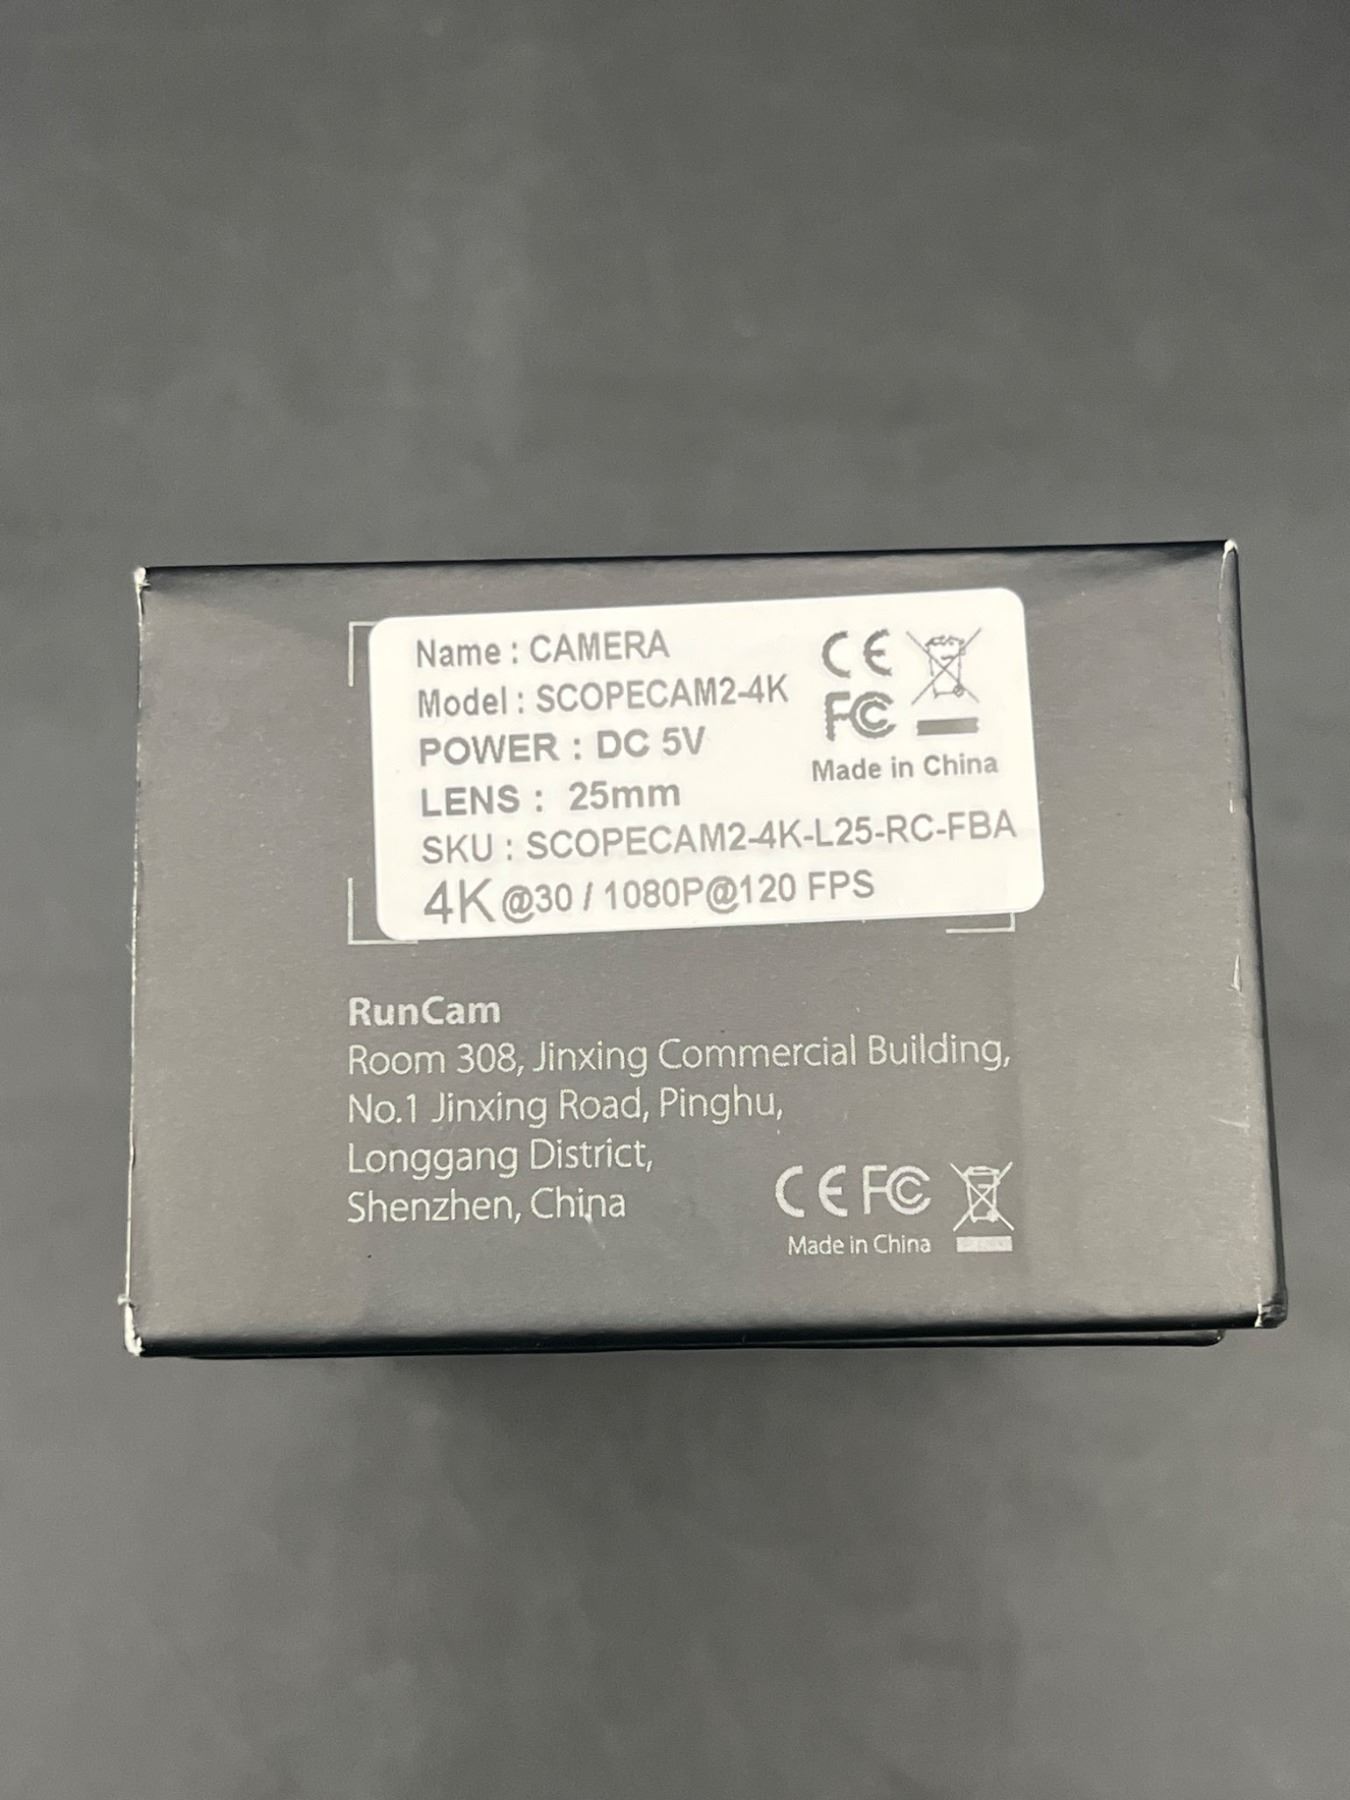 Name : CAMERA
Model : SCOPECAM2-4K
POWER : DC 5V
LENS : 25mm
SKU : SCOPECAM2-4K-L25-RC-FBA
4K @30 / 1080P@120 FPS
CE
FC
Made in China
RunCam
Room 308, Jinxing Commercial Building,
No.1 Jinxing Road, Pinghu,
Longgang District,
Shenzhen, China
CE FC
Made in China